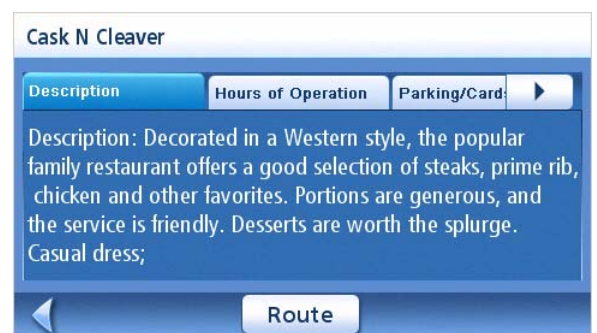 Cask N Cleaver
Description Hours of Operation Parking/Card
Description: Decorated in a Western style, the popular
family restaurant offers a good selection of steaks, prime rib,
chicken and other favorites. Portions are generous, and
the service is friendly. Desserts are worth the splurge.
Casual dress;
Route